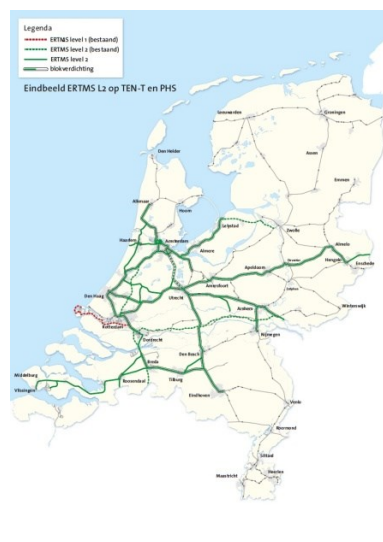 Legenda
ERTMS level 1 (bestaand)
ERTMS level 2 (bestaand)
ERTMS level 2
blokverdichting
Eindbeeld ERTMS L2 op TEN-T en PHS
Leeuwarden
Groningen
Assen
Den Helder
Emmen
Alkmaar
Hoorn
Lelystad
Zwolle
Haarlem
Amsterdam
Almere
Almelo
Hengelo
Enschede
Apeldoorn
Deventer
Den Haag
Utrecht
Amersfoort
Zutphen
Arnhem
Winterswijk
Rotterdam
Nijmegen
Dordrecht
Den Bosch
Breda
Middelburg
Vlissingen
Roosendaal
Tilburg
Eindhoven
Venlo
Roermond
Sittard
Maastricht
Heerlen